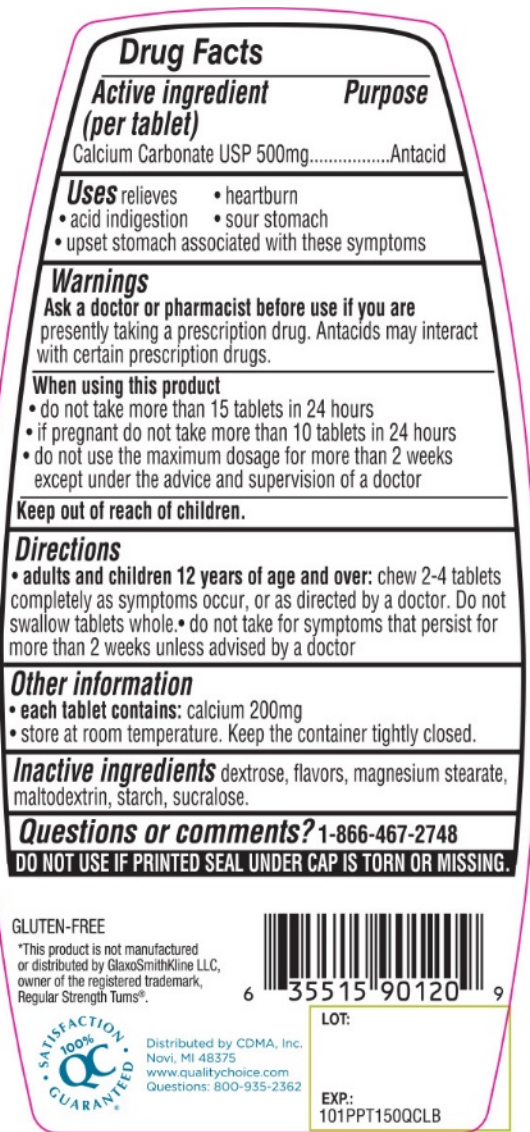 Drug Facts
Active ingredient Purpose
(per tablet)
Calcium Carbonate USP 500mg.................Antacid
Uses relieves • heartburn
• acid indigestion • sour stomach
• upset stomach associated with these symptoms
Warnings
Ask a doctor or pharmacist before use if you are
presently taking a prescription drug. Antacids may interact
with certain prescription drugs.
When using this product
• do not take more than 15 tablets in 24 hours
• if pregnant do not take more than 10 tablets in 24 hours
• do not use the maximum dosage for more than 2 weeks
except under the advice and supervision of a doctor
Keep out of reach of children.
Directions
• adults and children 12 years of age and over: chew 2-4 tablets
completely as symptoms occur, or as directed by a doctor. Do not
swallow tablets whole.• do not take for symptoms that persist for
more than 2 weeks unless advised by a doctor
Other information
• each tablet contains: calcium 200mg
• store at room temperature. Keep the container tightly closed.
Inactive ingredients dextrose, flavors, magnesium stearate,
maltodextrin, starch, sucralose.
Questions or comments? 1-866-467-2748
DO NOT USE IF PRINTED SEAL UNDER CAP IS TORN OR MISSING.
GLUTEN-FREE
*This product is not manufactured
or distributed by GlaxoSmithKline LLC,
owner of the registered trademark,
Regular Strength Tums®.
6 35515 90120 9
SATISFACTION
100%
QC
GUARANTEED
Distributed by CDMA, Inc.
Novi, MI 48375
www.qualitychoice.com
Questions: 800-935-2362
LOT:
EXP.:
101PPT150QCLB